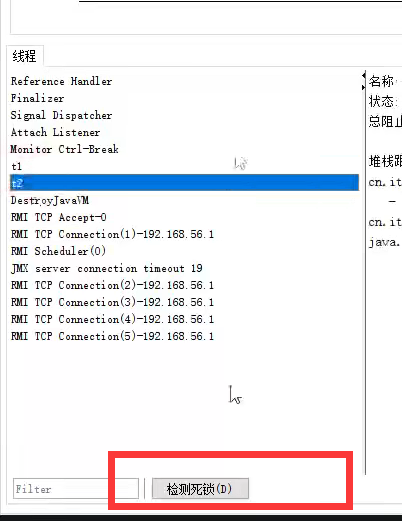 线程
Reference Handler
Finalizer
Signal Dispatcher
Attach Listener
Monitor Ctrl-Break
t1
t2
DestroyJavaVM
RMI TCP Accept-0
RMI TCP Connection(1)-192.168.56.1
RMI Scheduler(0)
JMX server connection timeout 19
RMI TCP Connection(2)-192.168.56.1
RMI TCP Connection(3)-192.168.56.1
RMI TCP Connection(4)-192.168.56.1
RMI TCP Connection(5)-192.168.56.1
Filter
检测死锁(D)
名称:
状态:
总阻止
堆栈跟
cn.it
-
cn.it
java.